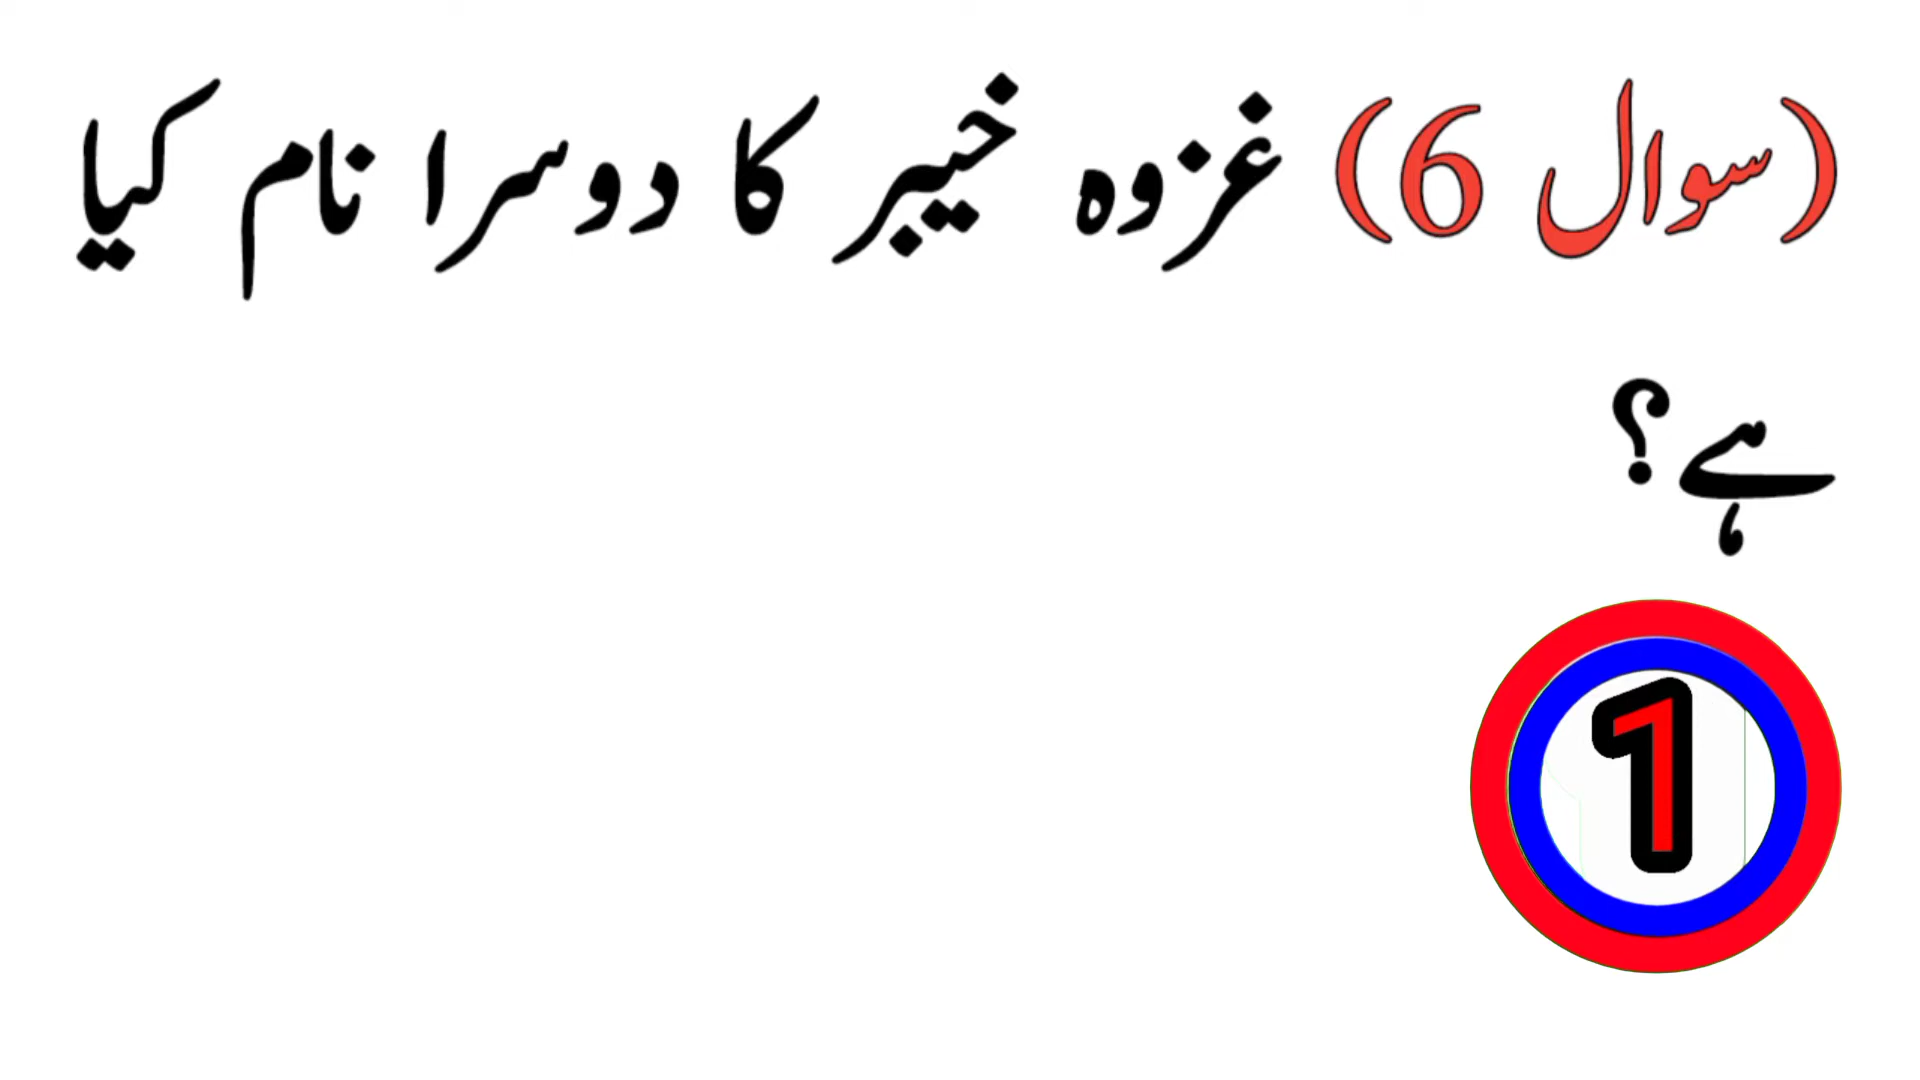 (سوال 6) غزوہ خیبر کا دوسرا نام کیا
ہے؟
1